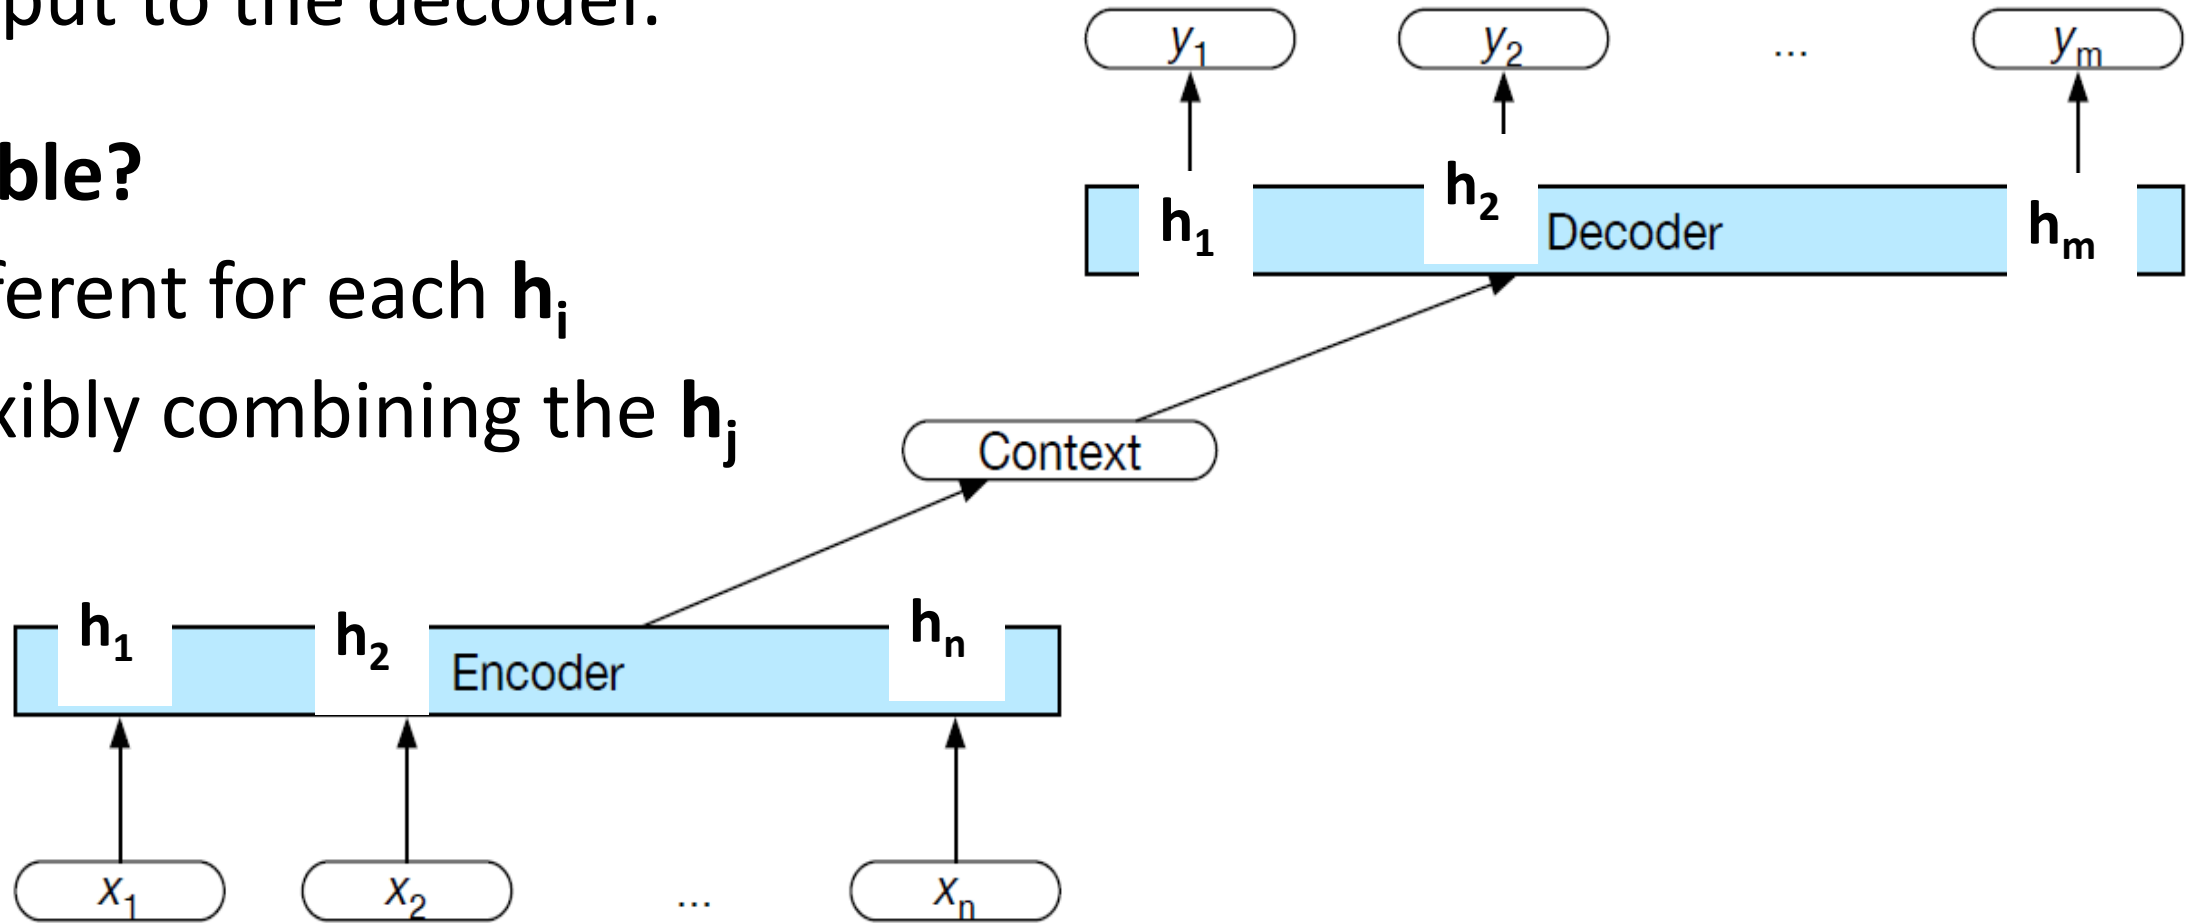 put to the decoder.
ble?
ferent for each hᵢ
xibly combining the hⱼ
y₁ y₂ ... yₘ
h₁ h₂ Decoder hₘ
Context
h₁ h₂ Encoder hₙ
x₁ x₂ ... xₙ